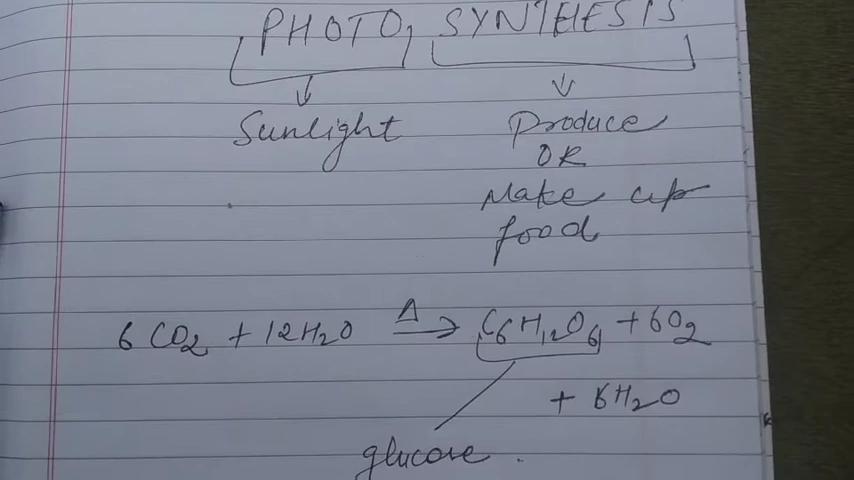 PHOTO SYNTHESIS
Sunlight
Produce
OR
Make up
food
6 CO2 + 12H2O Δ → C6H12O6 + 6O2
+ 6H2O
glucose .